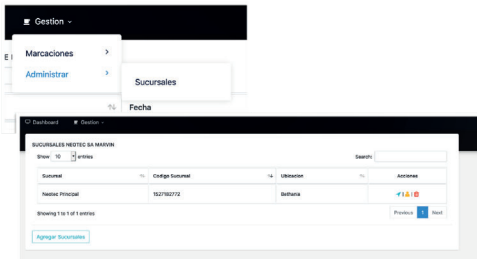 Gestion
Marcaciones
Administrar
Sucursales
Fecha
Dashboard Gestion
SUCURSALES NEOTEC SA MARVIN
Show 10 entries Search:
Sucursal Codigo Sucursal Ubicacion Acciones
Neotec Principal 1527192772 Bethania
Showing 1 to 1 of 1 entries Previous 1 Next
Agregar Sucursales